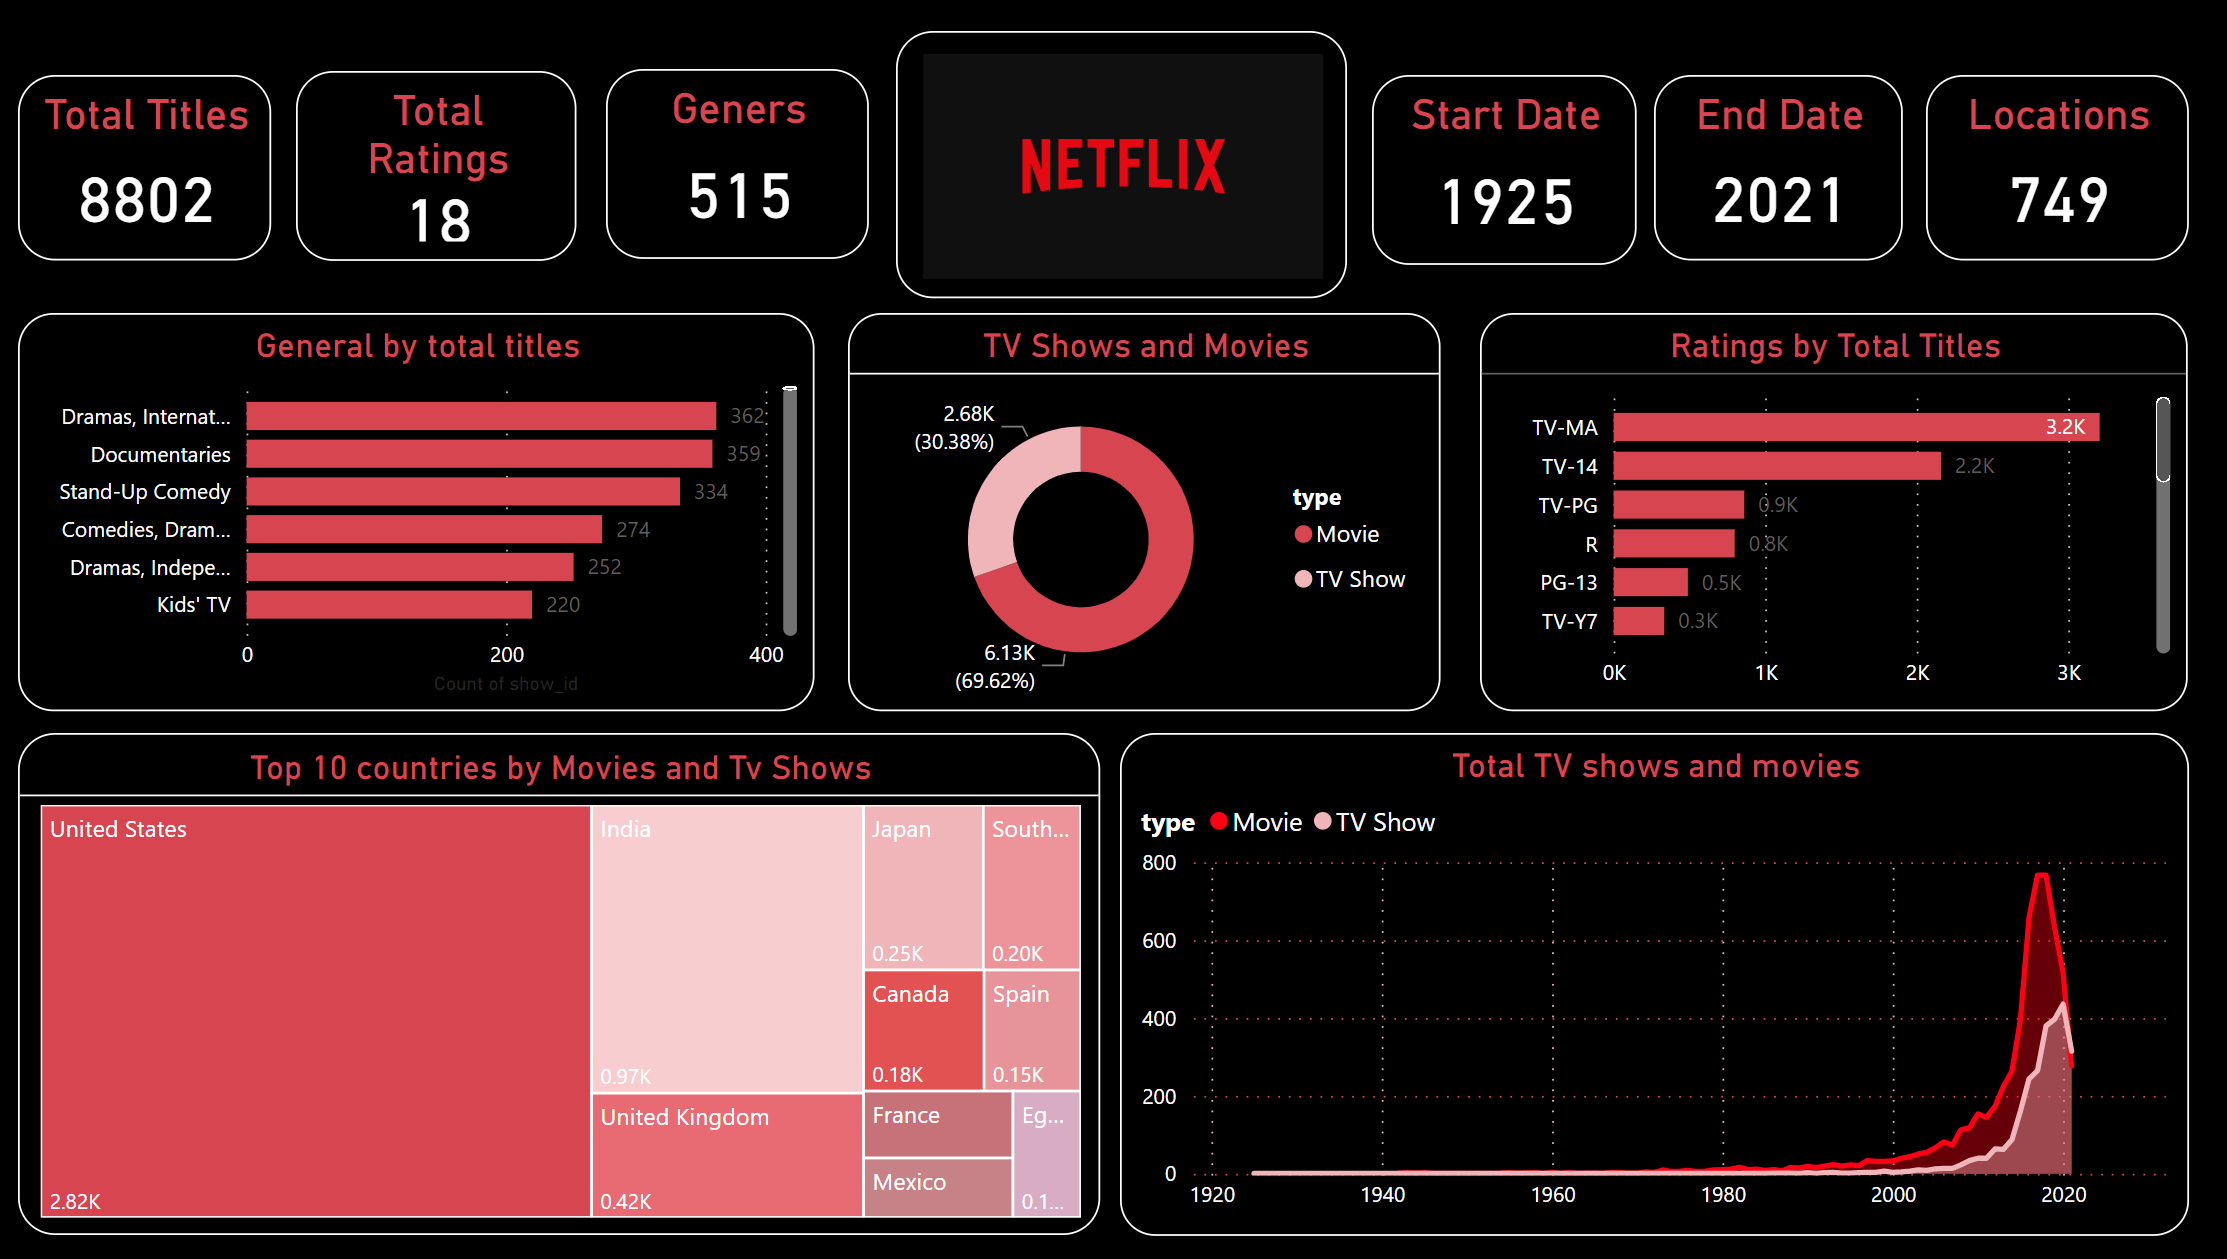 Total Titles
8802
Total
Ratings
18
Geners
515
NETFLIX
Start Date
1925
End Date
2021
Locations
749
General by total titles
Dramas, Internat... 362
Documentaries 359
Stand-Up Comedy 334
Comedies, Dram... 274
Dramas, Indepe... 252
Kids' TV 220
0 200 400
Count of show_id
TV Shows and Movies
2.68K
(30.38%)
6.13K
(69.62%)
type
Movie
TV Show
Ratings by Total Titles
TV-MA 3.2K
TV-14 2.2K
TV-PG 0.9K
R 0.8K
PG-13 0.5K
TV-Y7 0.3K
0K 1K 2K 3K
Top 10 countries by Movies and Tv Shows
United States
2.82K
India
0.97K
United Kingdom
0.42K
Japan
0.25K
South...
0.20K
Canada
0.18K
Spain
0.15K
France
Mexico
Eg...
0.1...
Total TV shows and movies
type Movie TV Show
800
600
400
200
0
1920 1940 1960 1980 2000 2020